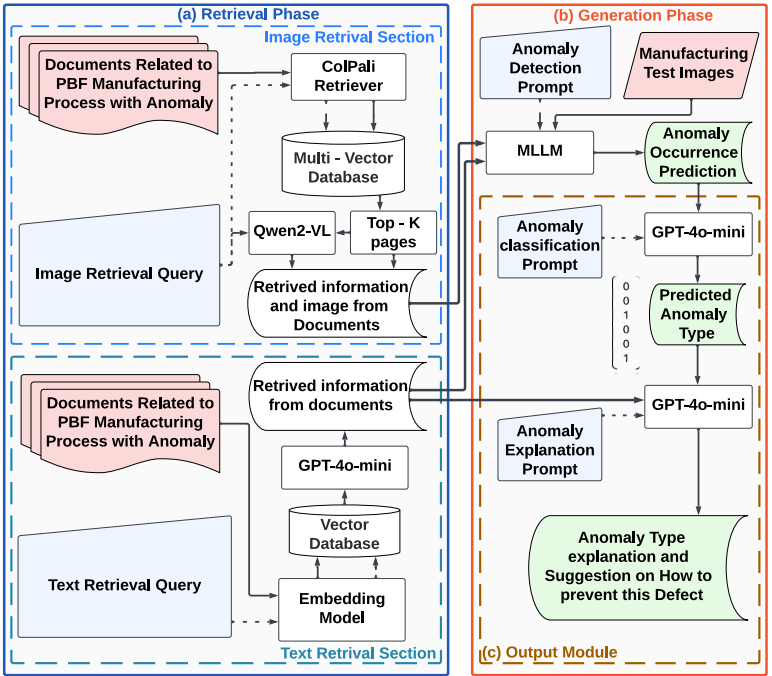 (a) Retrieval Phase
Image Retrival Section
Documents Related to
PBF Manufacturing
Process with Anomaly
ColPali
Retriever
Multi - Vector
Database
Image Retrieval Query
Qwen2-VL
Top - K
pages
Retrived information
and image from
Documents
Documents Related to
PBF Manufacturing
Process with Anomaly
Retrived information
from documents
GPT-4o-mini
Vector
Database
Text Retrieval Query
Embedding
Model
Text Retrival Section
(b) Generation Phase
Anomaly
Detection
Prompt
Manufacturing
Test Images
MLLM
Anomaly
Occurrence
Prediction
Anomaly
classification
Prompt
GPT-4o-mini
0
0
1
0
0
1
Predicted
Anomaly
Type
GPT-4o-mini
Anomaly
Explanation
Prompt
Anomaly Type
explanation and
Suggestion on How to
prevent this Defect
(c) Output Module